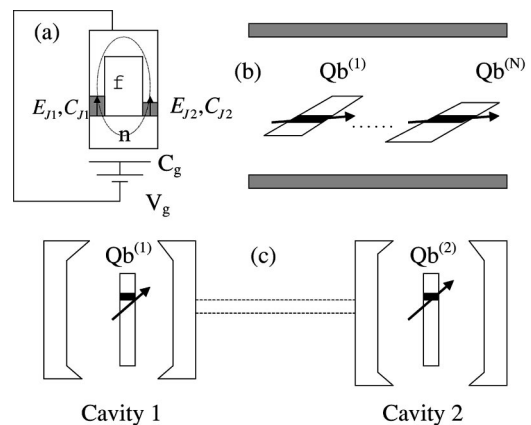 (a)
f
E_{J1},C_{J1}
E_{J2},C_{J2}
n
C_g
V_g
(b)
Qb^{(1)}
Qb^{(N)}
......
(c)
Qb^{(1)}
Qb^{(2)}
Cavity 1
Cavity 2